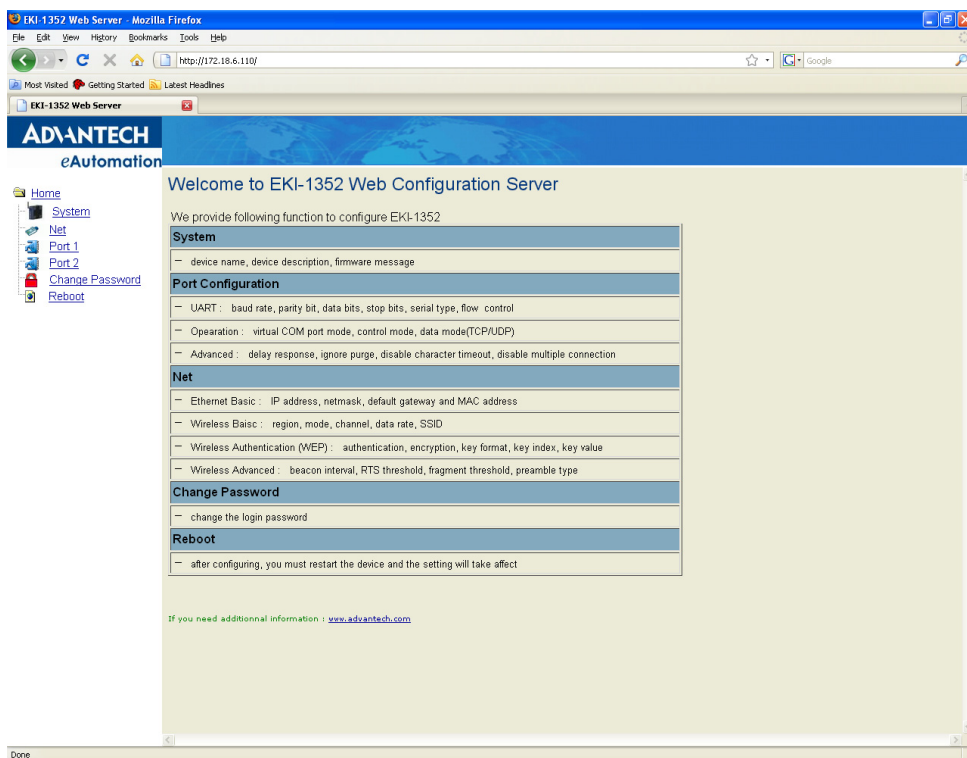 EKI-1352 Web Server - Mozilla Firefox
File Edit View History Bookmarks Tools Help
http://172.18.6.110/
Google
Most Visited Getting Started Latest Headlines
EKI-1352 Web Server
ADVANTECH
eAutomation
Home
System
Net
Port 1
Port 2
Change Password
Reboot
Welcome to EKI-1352 Web Configuration Server
We provide following function to configure EKI-1352
System
— device name, device description, firmware message
Port Configuration
— UART : baud rate, parity bit, data bits, stop bits, serial type, flow control
— Opearation : virtual COM port mode, control mode, data mode(TCP/UDP)
— Advanced : delay response, ignore purge, disable character timeout, disable multiple connection
Net
— Ethernet Basic : IP address, netmask, default gateway and MAC address
— Wireless Baisc : region, mode, channel, data rate, SSID
— Wireless Authentication (WEP) : authentication, encryption, key format, key index, key value
— Wireless Advanced : beacon interval, RTS threshold, fragment threshold, preamble type
Change Password
— change the login password
Reboot
— after configuring, you must restart the device and the setting will take affect
If you need additionnal information : www.advantech.com
Done